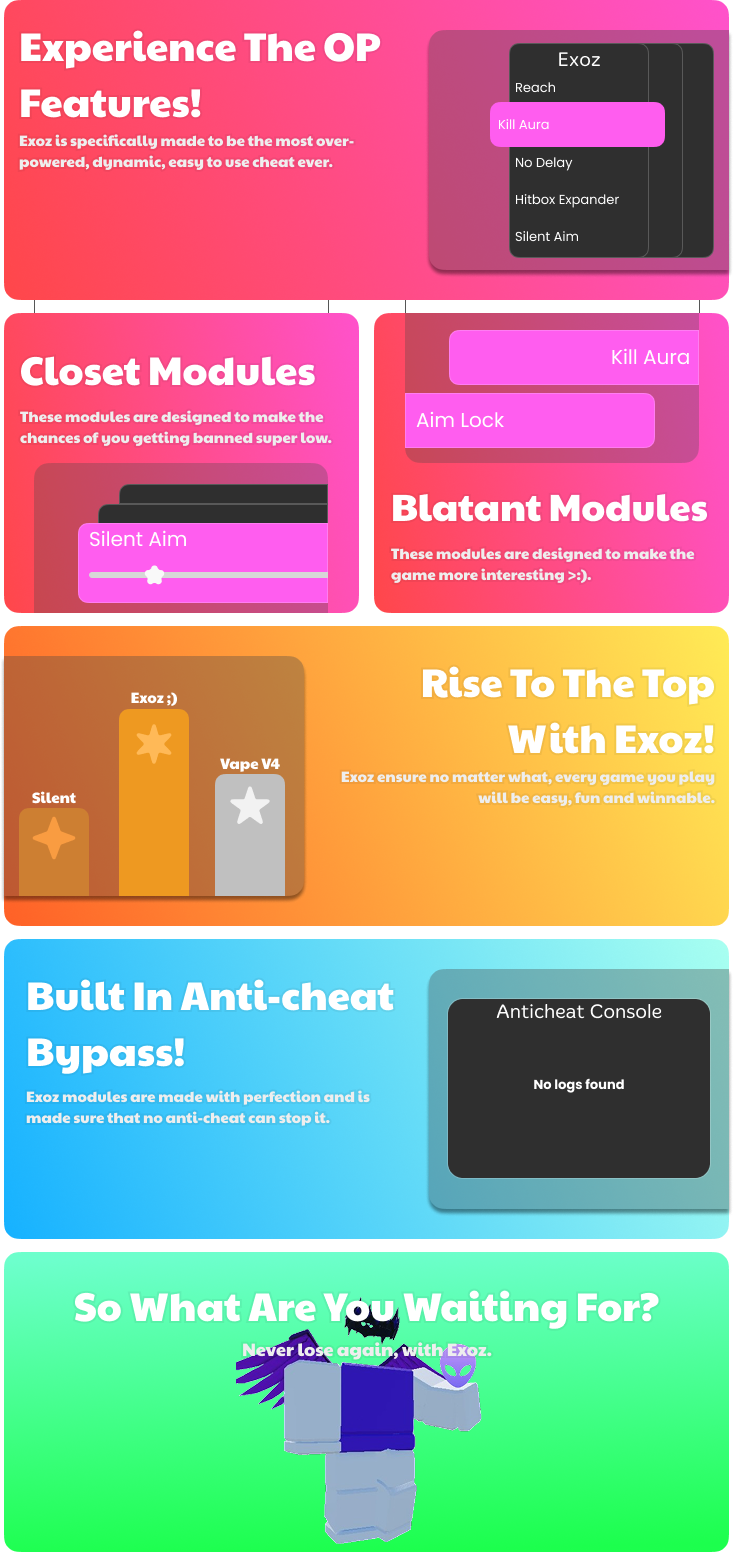 Experience The OP
Features!
Exoz is specifically made to be the most over-
powered, dynamic, easy to use cheat ever.
Exoz
Reach
Kill Aura
No Delay
Hitbox Expander
Silent Aim
Closet Modules
These modules are designed to make the
chances of you getting banned super low.
Silent Aim
Kill Aura
Aim Lock
Blatant Modules
These modules are designed to make the
game more interesting >:).
Silent
Exoz ;)
Vape V4
Rise To The Top
With Exoz!
Exoz ensure no matter what, every game you play
will be easy, fun and winnable.
Built In Anti-cheat
Bypass!
Exoz modules are made with perfection and is
made sure that no anti-cheat can stop it.
Anticheat Console
No logs found
So What Are You Waiting For?
Never lose again, with Exoz.